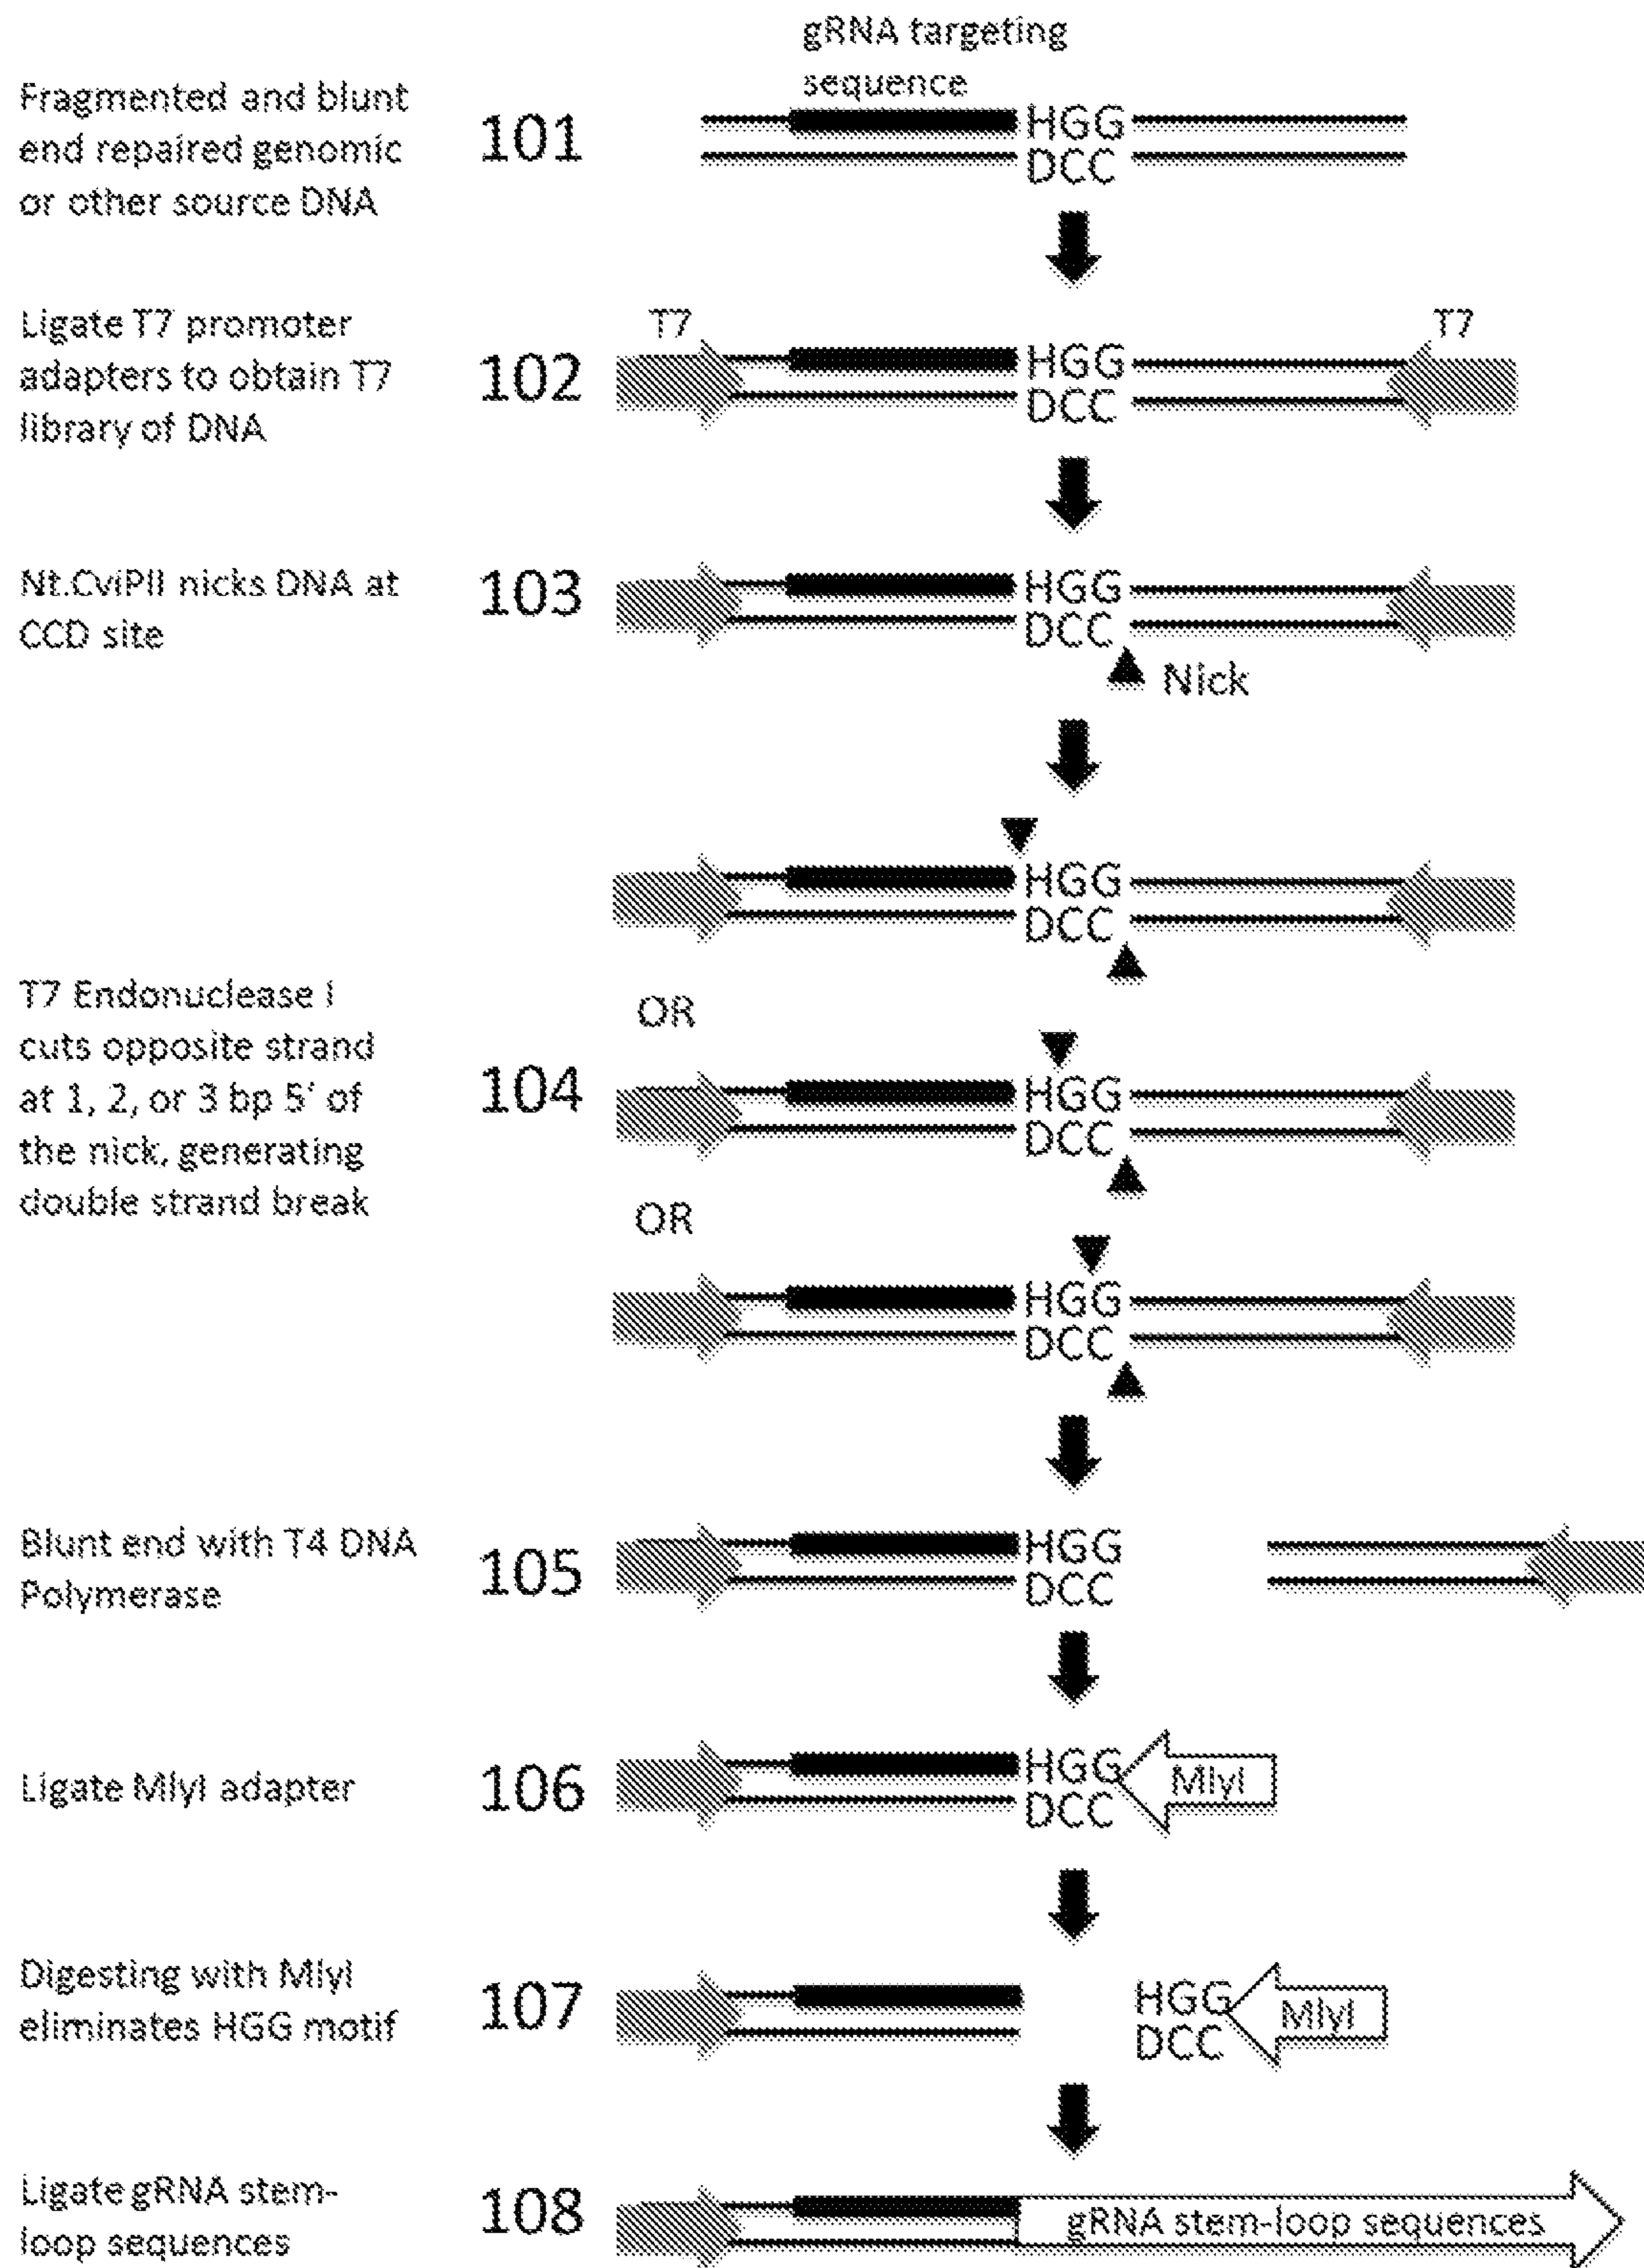 gRNA targeting
sequence
Fragmented and blunt
end repaired genomic
or other source DNA
101
HGG
DCC
Ligate T7 promoter
adapters to obtain T7
library of DNA
102
T7
T7
HGG
DCC
Nt.CviPII nicks DNA at
CCD site
103
HGG
DCC
Nick
T7 Endonuclease I
cuts opposite strand
at 1, 2, or 3 bp 5' of
the nick, generating
double strand break
104
HGG
DCC
OR
HGG
DCC
OR
HGG
DCC
Blunt end with T4 DNA
Polymerase
105
HGG
DCC
Ligate MlyI adapter
106
HGG
DCC
MlyI
Digesting with MlyI
eliminates HGG motif
107
HGG
DCC
MlyI
Ligate gRNA stem-
loop sequences
108
gRNA stem-loop sequences